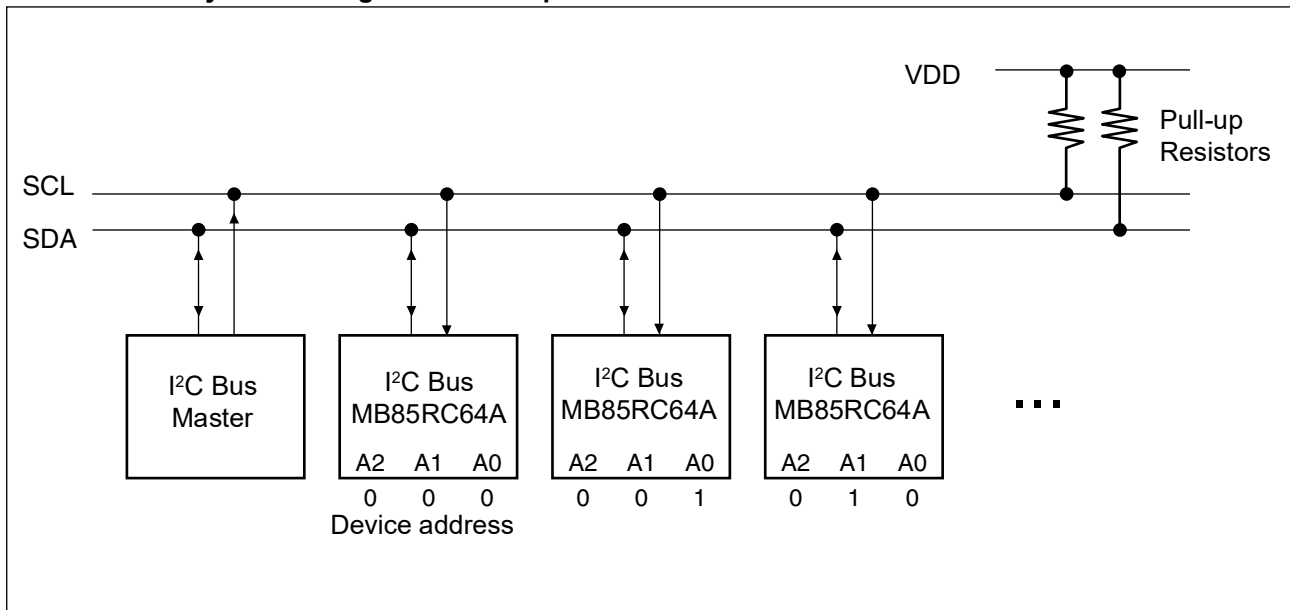 VDD
Pull-up
Resistors
SCL
SDA
I²C Bus
Master
I²C Bus
MB85RC64A
A2 A1 A0
0 0 0
Device address
I²C Bus
MB85RC64A
A2 A1 A0
0 0 1
I²C Bus
MB85RC64A
A2 A1 A0
0 1 0
...